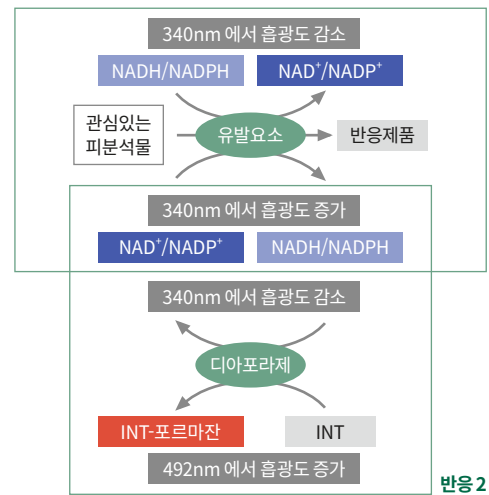 340nm 에서 흡광도 감소
NADH/NADPH
NAD⁺/NADP⁺
관심있는
피분석물
유발요소
반응제품
340nm 에서 흡광도 증가
NAD⁺/NADP⁺
NADH/NADPH
340nm 에서 흡광도 감소
디아포라제
INT-포르마잔
INT
492nm 에서 흡광도 증가
반응 2